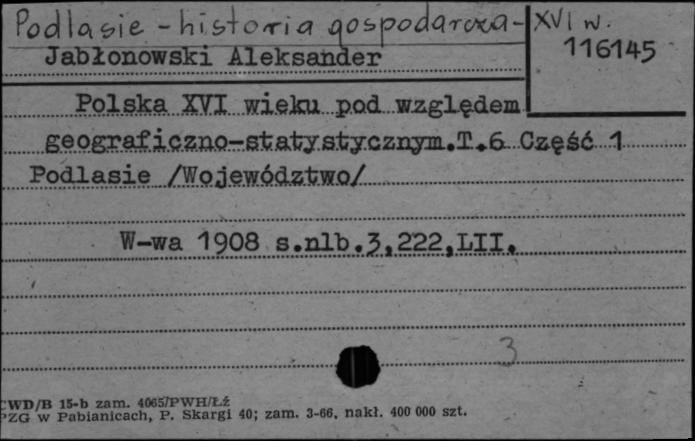 Podlasie - historia gospodarcza - XVI w.
Jabłonowski Aleksander
116145
Polska XVI wieku pod względem
geograficzno-statystycznym.T.6 Część 1
Podlasie /Województwo/
W-wa 1908 s.nlb.3,222,LII.
3
CWD/B 15-b zam. 4065/PWH/Łź
PZG w Pabianicach, P. Skargi 40; zam. 3-66, nakł. 400 000 szt.